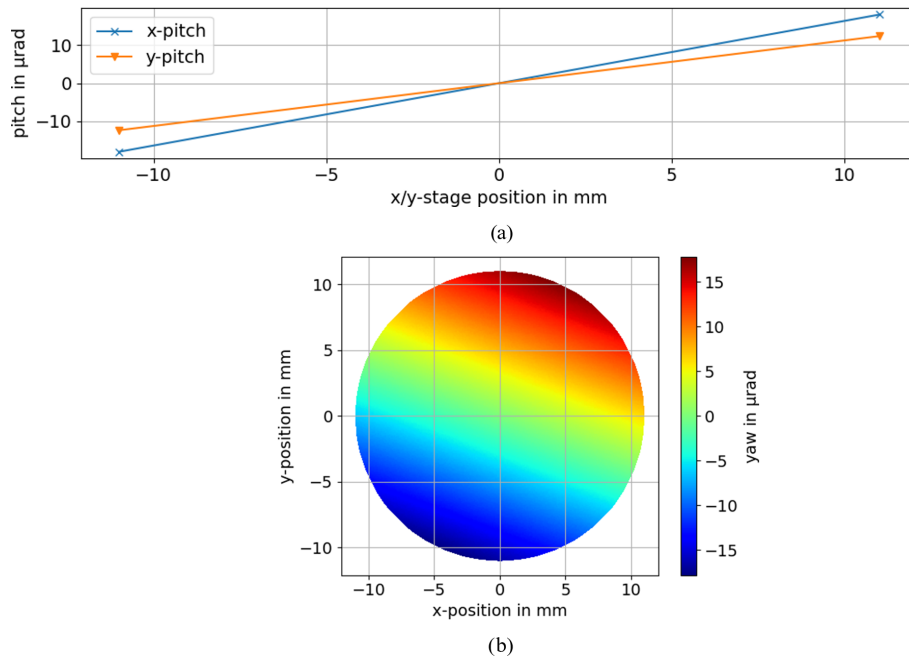 pitch in µrad
10
0
−10
x-pitch
y-pitch
−10
−5
0
5
10
x/y-stage position in mm
(a)
y-position in mm
10
5
0
−5
−10
−10
−5
0
5
10
x-position in mm
15
10
5
0
−5
−10
−15
yaw in µrad
(b)